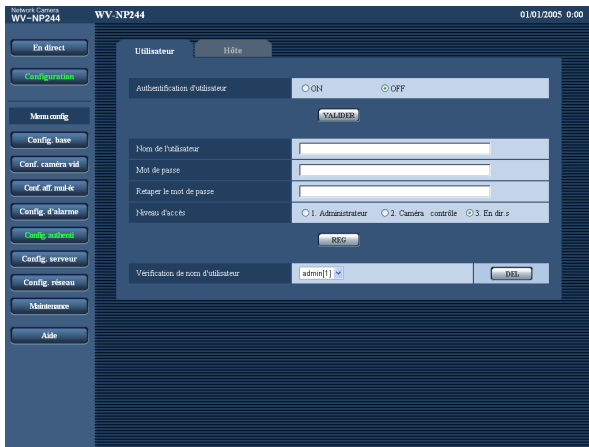 Network Camera
WV-NP244
WV-NP244
01/01/2005 0:00
En direct
Configuration
Menu config
Config. base
Conf. caméra vid
Conf. aff. mul-éc
Config. d'alarme
Config. authenti
Config. serveur
Config. réseau
Maintenance
Aide
Utilisateur
Hôte
Authentification d'utilisateur
ON
OFF
VALIDER
Nom de l'utilisateur
Mot de passe
Retaper le mot de passe
Niveau d'accès
1. Administrateur
2. Caméra contrôle
3. En dir.s
REG
Vérification de nom d'utilisateur
admin[1]
DEL